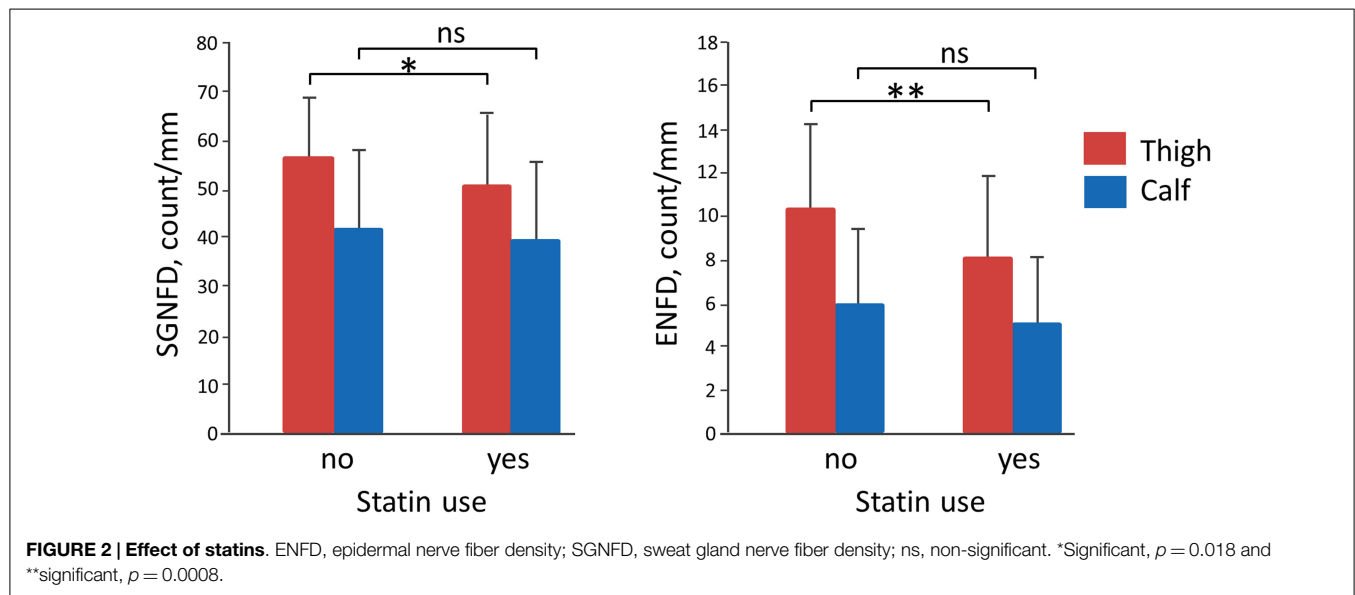 80
70
60
50
40
30
20
10
0
SGNFD, count/mm
ns
*
no
yes
Statin use
18
16
14
12
10
8
6
4
2
0
ENFD, count/mm
ns
**
no
yes
Statin use
Thigh
Calf
FIGURE 2 | Effect of statins. ENFD, epidermal nerve fiber density; SGNFD, sweat gland nerve fiber density; ns, non-significant. *Significant, p = 0.018 and
**significant, p = 0.0008.